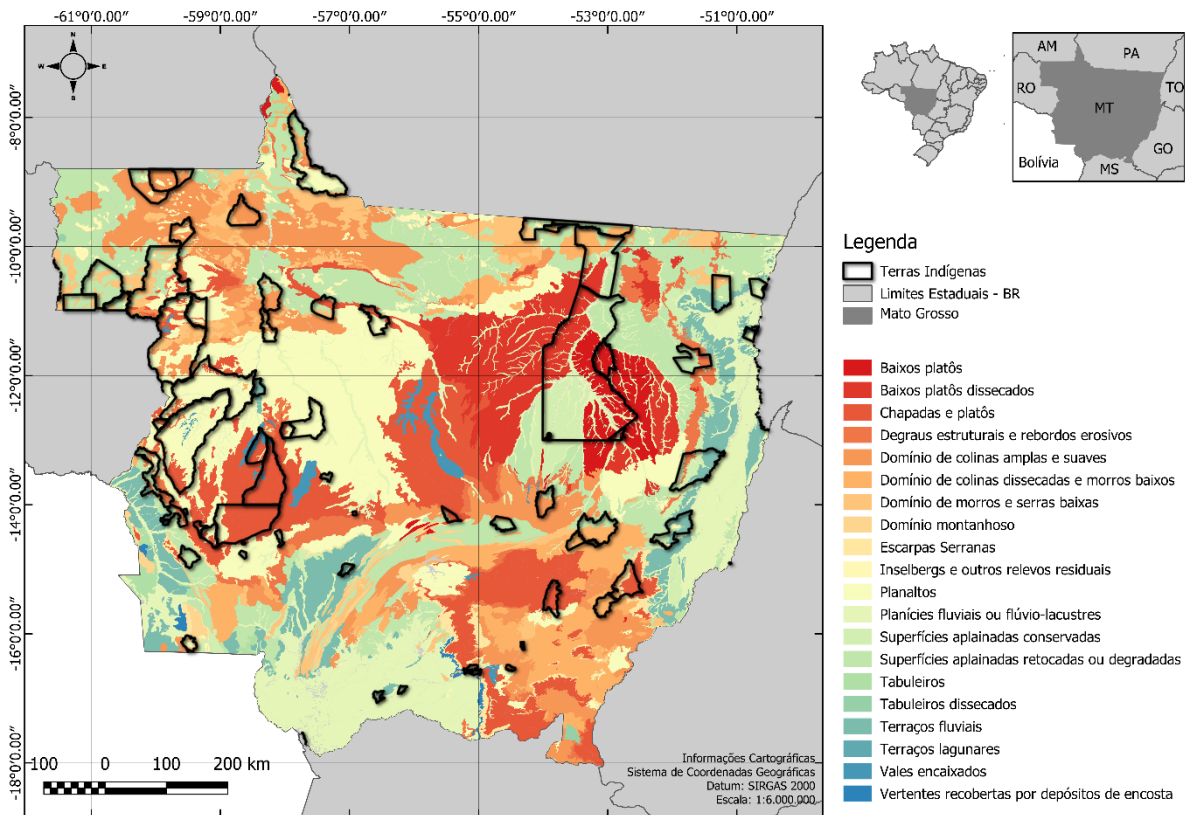 -61°0'0.00″ -59°0'0.00″ -57°0'0.00″ -55°0'0.00″ -53°0'0.00″ -51°0'0.00″
N
W E
S
-8°0'0.00″
-10°0'0.00″
-12°0'0.00″
-14°0'0.00″
-16°0'0.00″
-18°0'0.00″
100 0 100 200 km
Informações Cartográficas
Sistema de Coordenadas Geográficas
Datum: SIRGAS 2000
Escala: 1:6.000.000
AM
PA
RO
TO
MT
GO
Bolívia
MS
Legenda
Terras Indígenas
Limites Estaduais - BR
Mato Grosso
Baixos platôs
Baixos platôs dissecados
Chapadas e platôs
Degraus estruturais e rebordos erosivos
Domínio de colinas amplas e suaves
Domínio de colinas dissecadas e morros baixos
Domínio de morros e serras baixas
Domínio montanhoso
Escarpas Serranas
Inselbergs e outros relevos residuais
Planaltos
Planícies fluviais ou flúvio-lacustres
Superfícies aplainadas conservadas
Superfícies aplainadas retocadas ou degradadas
Tabuleiros
Tabuleiros dissecados
Terraços fluviais
Terraços lagunares
Vales encaixados
Vertentes recobertas por depósitos de encosta